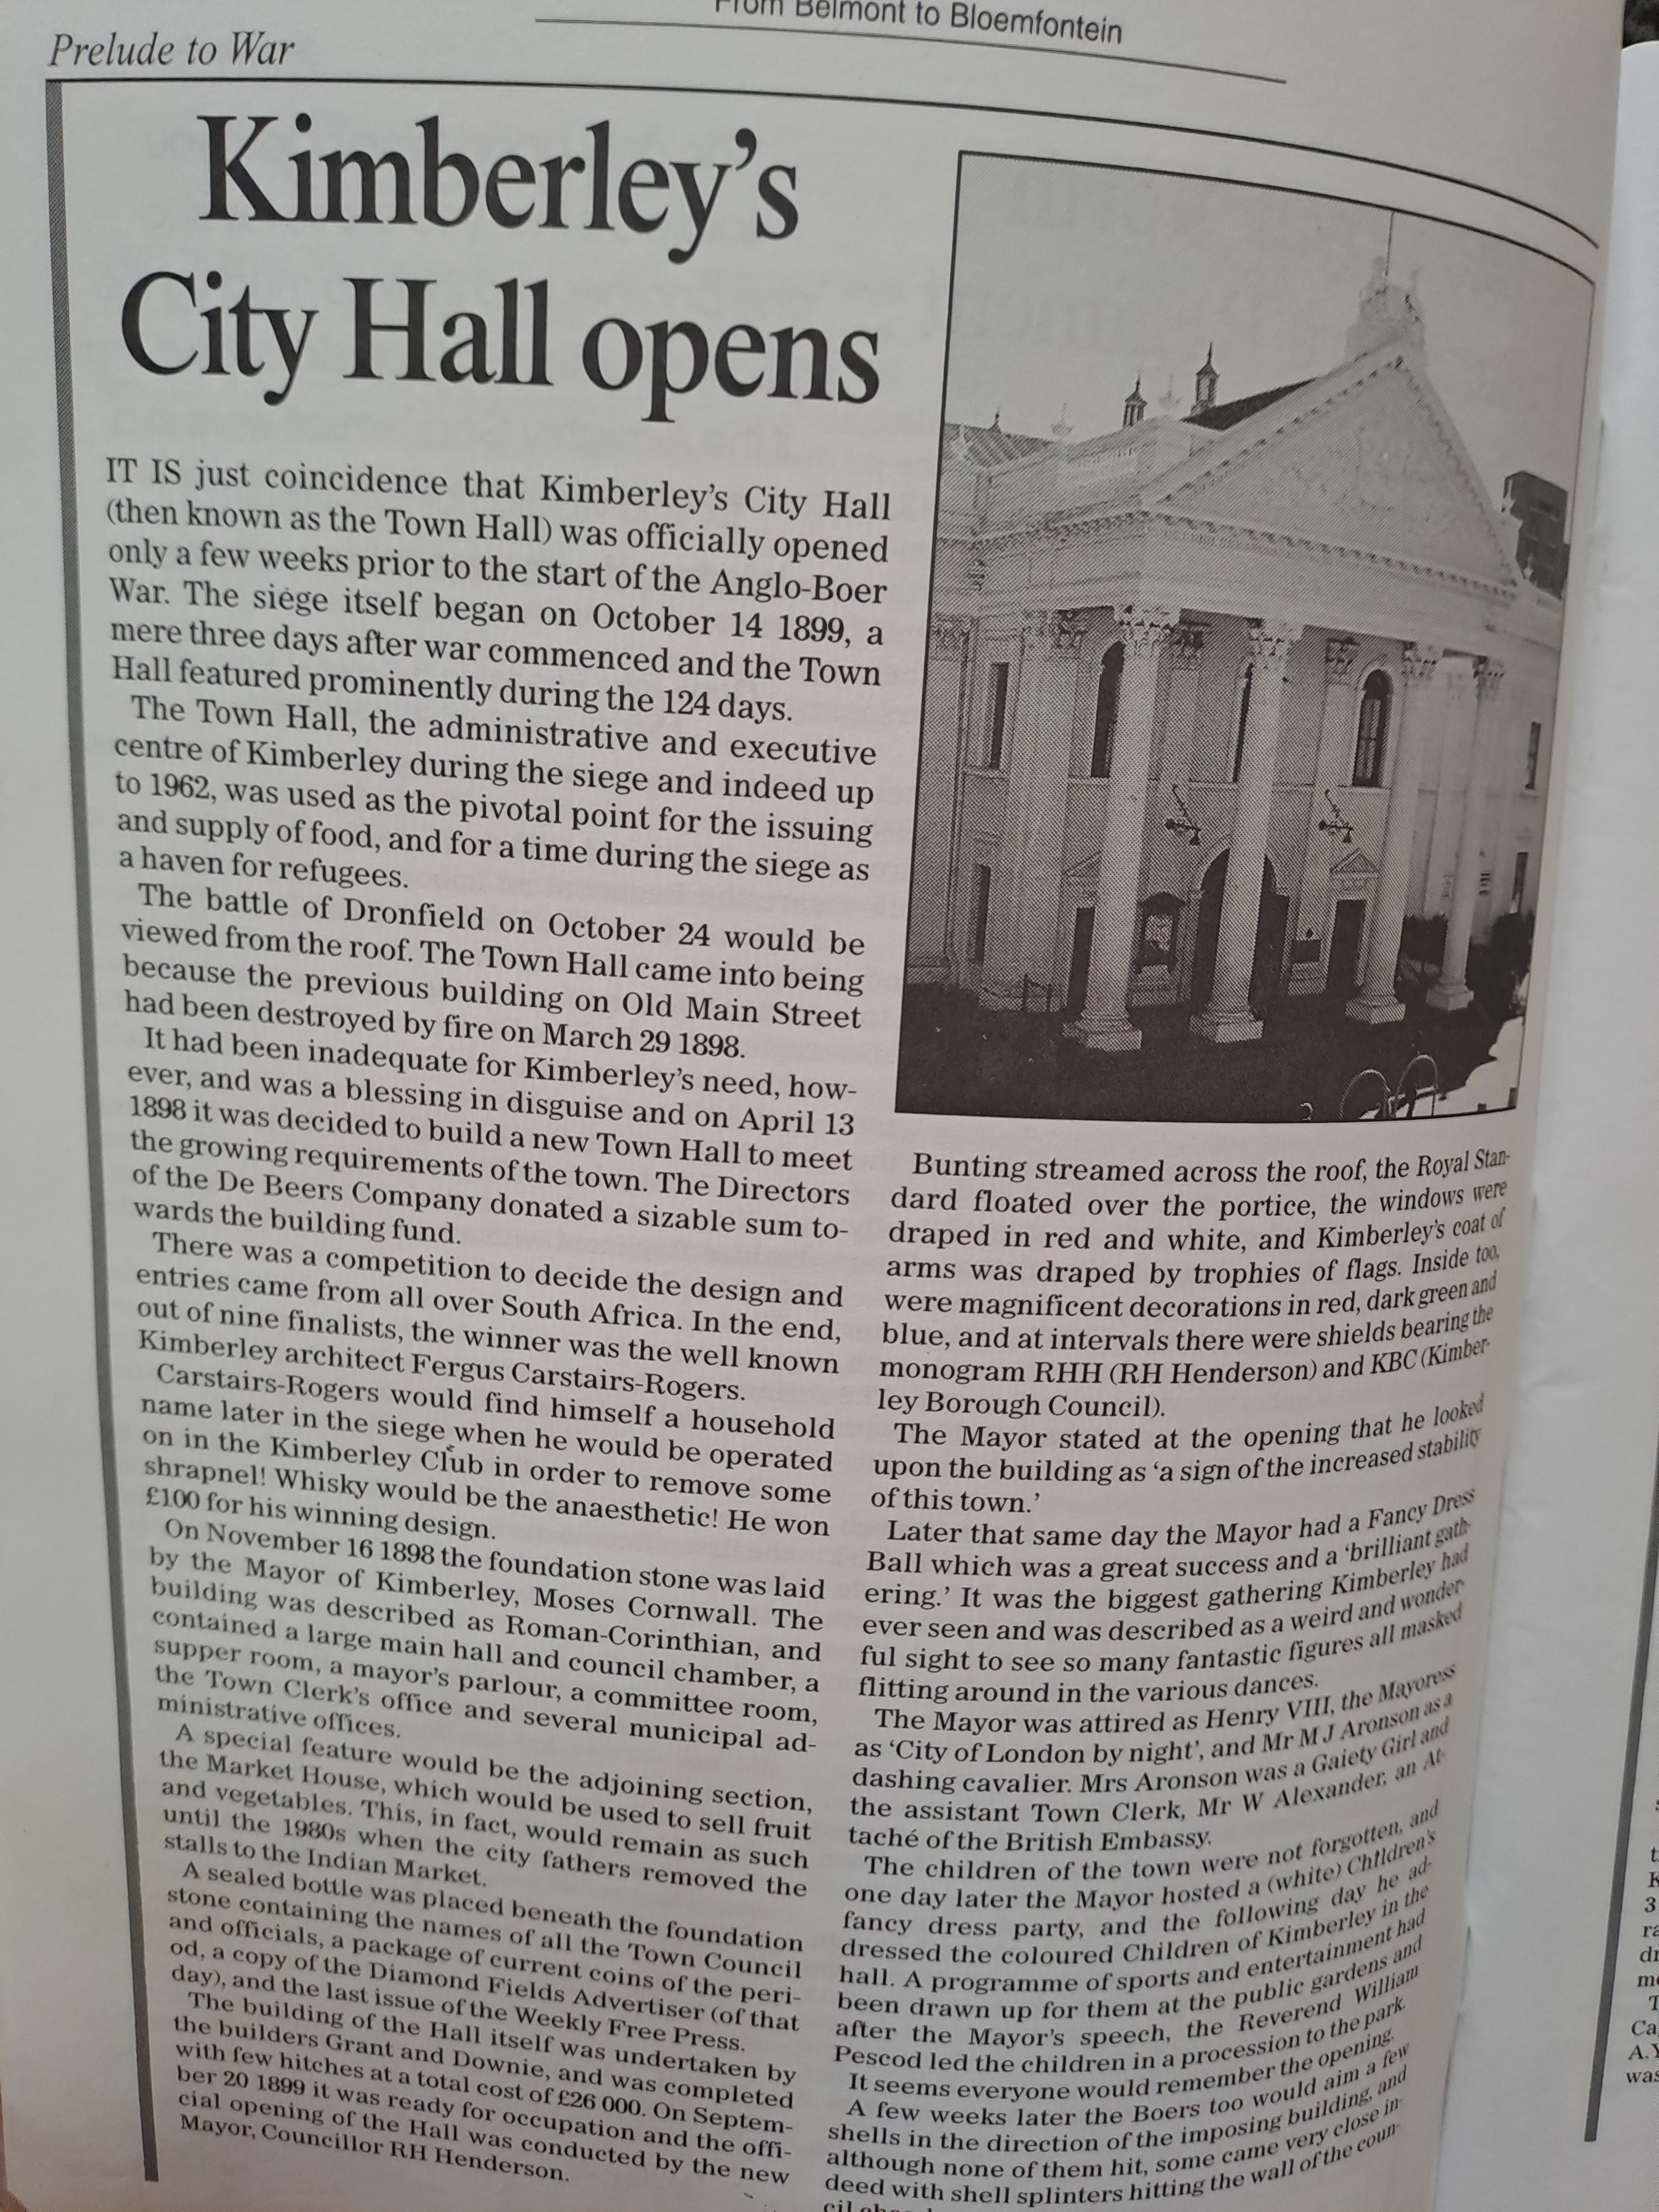 From Belmont to Bloemfontein
Prelude to War
Kimberley's
City Hall opens
IT IS just coincidence that Kimberley's City Hall
(then known as the Town Hall) was officially opened
only a few weeks prior to the start of the Anglo-Boer
War. The siege itself began on October 14 1899, a
mere three days after war commenced and the Town
Hall featured prominently during the 124 days.
The Town Hall, the administrative and executive
centre of Kimberley during the siege and indeed up
to 1962, was used as the pivotal point for the issuing
and supply of food, and for a time during the siege as
a haven for refugees.
The battle of Dronfield on October 24 would be
viewed from the roof. The Town Hall came into being
because the previous building on Old Main Street
had been destroyed by fire on March 29 1898.
It had been inadequate for Kimberley's need, how-
ever, and was a blessing in disguise and on April 13
1898 it was decided to build a new Town Hall to meet
the growing requirements of the town. The Directors
of the De Beers Company donated a sizable sum to-
wards the building fund.
There was a competition to decide the design and
entries came from all over South Africa. In the end,
out of nine finalists, the winner was the well known
Kimberley architect Fergus Carstairs-Rogers.
Carstairs-Rogers would find himself a household
name later in the siege when he would be operated
on in the Kimberley Club in order to remove some
shrapnel! Whisky would be the anaesthetic! He won
£100 for his winning design.
On November 16 1898 the foundation stone was laid
by the Mayor of Kimberley, Moses Cornwall. The
building was described as Roman-Corinthian, and
contained a large main hall and council chamber, a
supper room, a mayor's parlour, a committee room,
the Town Clerk's office and several municipal ad-
ministrative offices.
A special feature would be the adjoining section,
the Market House, which would be used to sell fruit
and vegetables. This, in fact, would remain as such
until the 1980s when the city fathers removed the
stalls to the Indian Market.
A sealed bottle was placed beneath the foundation
stone containing the names of all the Town Council
and officials, a package of current coins of the peri-
od, a copy of the Diamond Fields Advertiser (of that
day), and the last issue of the Weekly Free Press.
The building of the Hall itself was undertaken by
the builders Grant and Downie, and was completed
with few hitches at a total cost of £26 000. On Septem-
ber 20 1899 it was ready for occupation and the offi-
cial opening of the Hall was conducted by the new
Mayor, Councillor RH Henderson.
Bunting streamed across the roof, the Royal Stan-
dard floated over the portice, the windows were
draped in red and white, and Kimberley's coat of
arms was draped by trophies of flags. Inside too,
were magnificent decorations in red, dark green and
blue, and at intervals there were shields bearing the
monogram RHH (RH Henderson) and KBC (Kimber-
ley Borough Council).
The Mayor stated at the opening that he looked
upon the building as 'a sign of the increased stability
of this town.'
Later that same day the Mayor had a Fancy Dress
Ball which was a great success and a 'brilliant gath-
ering.' It was the biggest gathering Kimberley had
ever seen and was described as a weird and wonder-
ful sight to see so many fantastic figures all masked
flitting around in the various dances.
The Mayor was attired as Henry VIII, the Mayoress
as 'City of London by night', and Mr M J Aronson as a
dashing cavalier. Mrs Aronson was a Gaiety Girl and
the assistant Town Clerk, Mr W Alexander, an At-
taché of the British Embassy.
The children of the town were not forgotten, and
one day later the Mayor hosted a (white) Children's
fancy dress party, and the following day he ad-
dressed the coloured Children of Kimberley in the
hall. A programme of sports and entertainment had
been drawn up for them at the public gardens and
after the Mayor's speech, the Reverend William
Pescod led the children in a procession to the park.
It seems everyone would remember the opening.
A few weeks later the Boers too would aim a few
shells in the direction of the imposing building, and
although none of them hit, some came very close in-
deed with shell splinters hitting the wall of the coun-